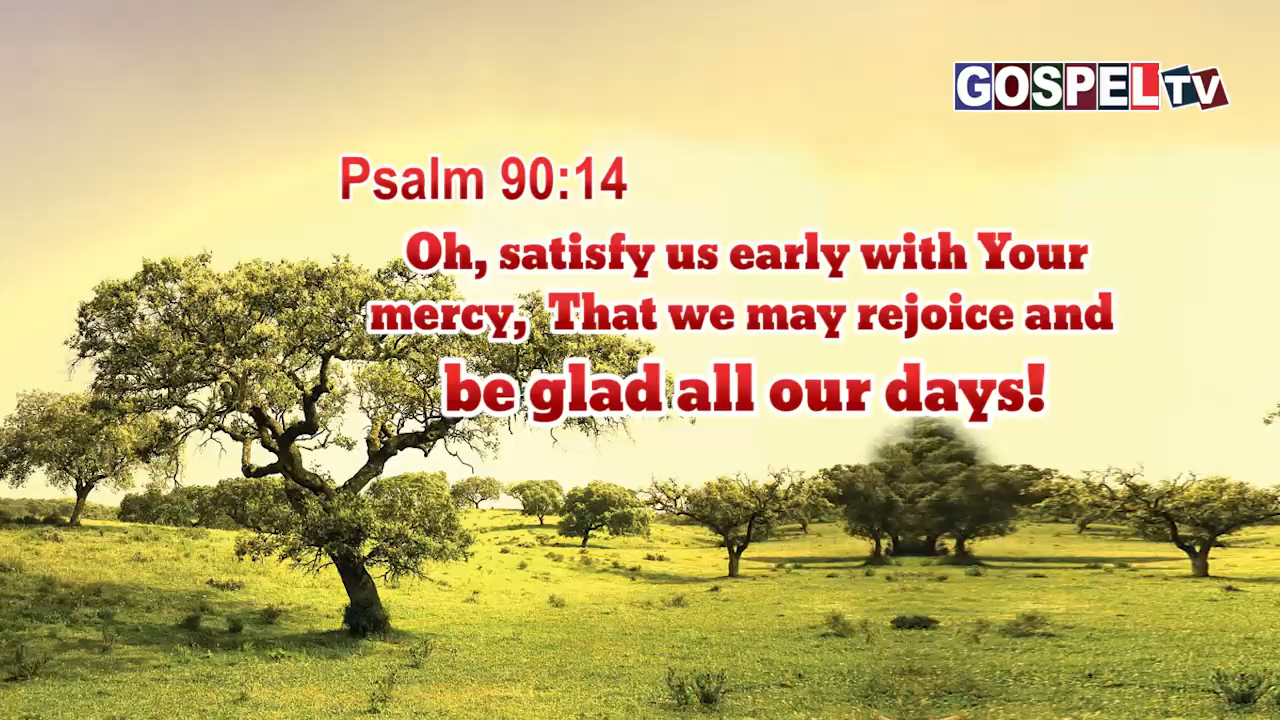 GOSPEL TV
Psalm 90:14
Oh, satisfy us early with Your
mercy, That we may rejoice and
be glad all our days!